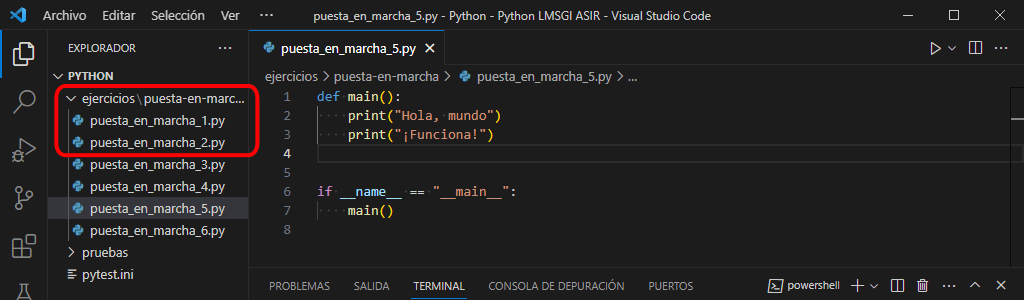 Archivo Editar Selección Ver ··· puesta_en_marcha_5.py - Python - Python LMSGI ASIR - Visual Studio Code
EXPLORADOR ···
PYTHON
ejercicios\puesta-en-marc...
puesta_en_marcha_1.py
puesta_en_marcha_2.py
puesta_en_marcha_3.py
puesta_en_marcha_4.py
puesta_en_marcha_5.py
puesta_en_marcha_6.py
pruebas
pytest.ini
puesta_en_marcha_5.py
ejercicios > puesta-en-marcha > puesta_en_marcha_5.py > ...
1 def main():
2 print("Hola, mundo")
3 print("¡Funciona!")
4
5
6 if __name__ == "__main__":
7 main()
8
PROBLEMAS SALIDA TERMINAL CONSOLA DE DEPURACIÓN PUERTOS powershell